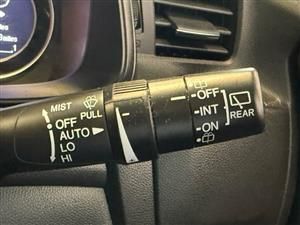 MIST
PULL
OFF
AUTO
LO
HI
OFF
INT
ON
REAR